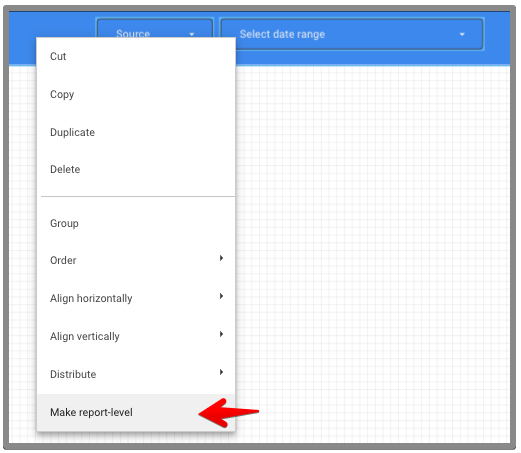 Source
Select date range
Cut
Copy
Duplicate
Delete
Group
Order
Align horizontally
Align vertically
Distribute
Make report-level